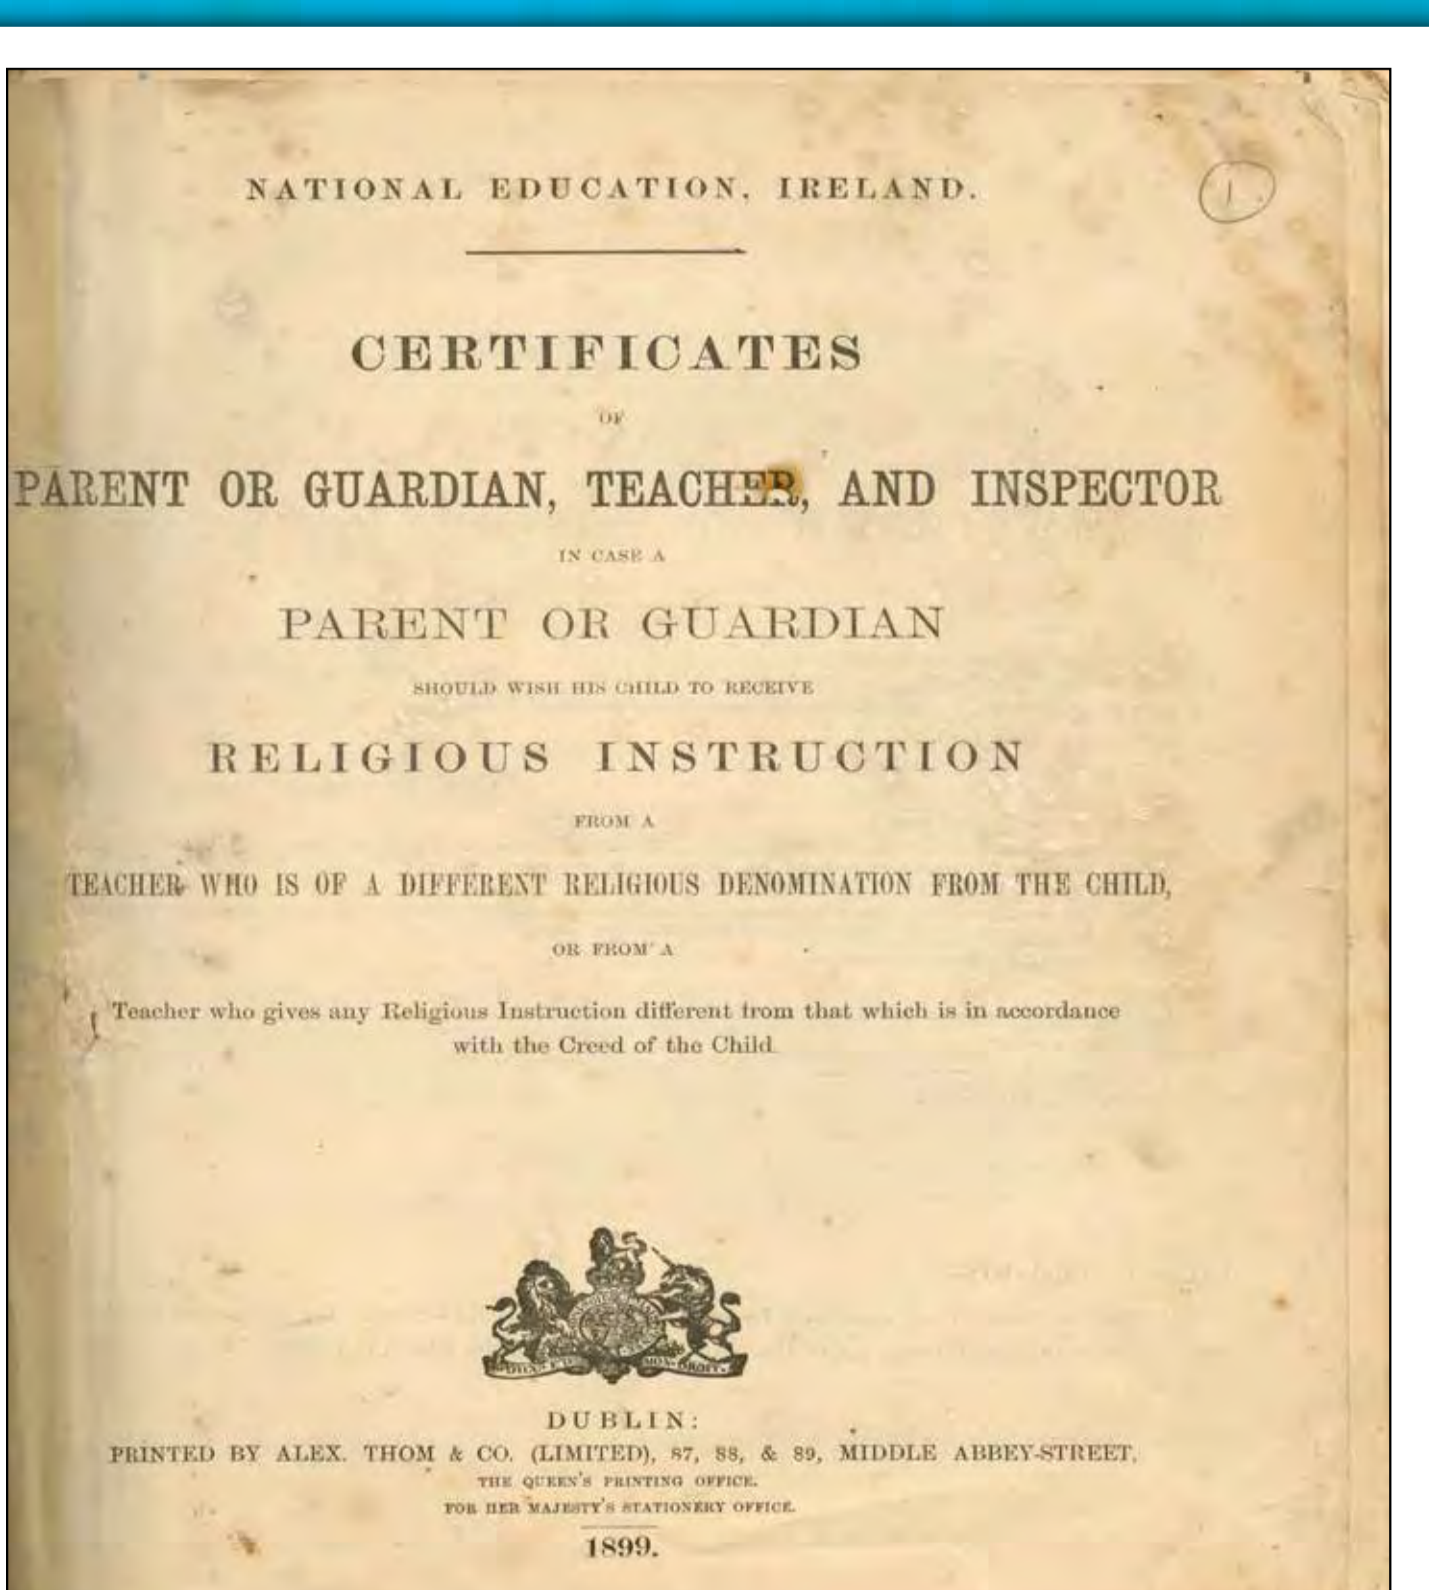 NATIONAL EDUCATION, IRELAND.
1.
CERTIFICATES
OF
PARENT OR GUARDIAN, TEACHER, AND INSPECTOR
IN CASE A
PARENT OR GUARDIAN
SHOULD WISH HIS CHILD TO RECEIVE
RELIGIOUS INSTRUCTION
FROM A
TEACHER WHO IS OF A DIFFERENT RELIGIOUS DENOMINATION FROM THE CHILD,
OR FROM A
Teacher who gives any Religious Instruction different from that which is in accordance
with the Creed of the Child.
MON DROIT
DUBLIN:
PRINTED BY ALEX. THOM & CO. (LIMITED), 87, 88, & 89, MIDDLE ABBEY-STREET,
THE QUEEN'S PRINTING OFFICE.
FOR HER MAJESTY'S STATIONERY OFFICE.
1899.